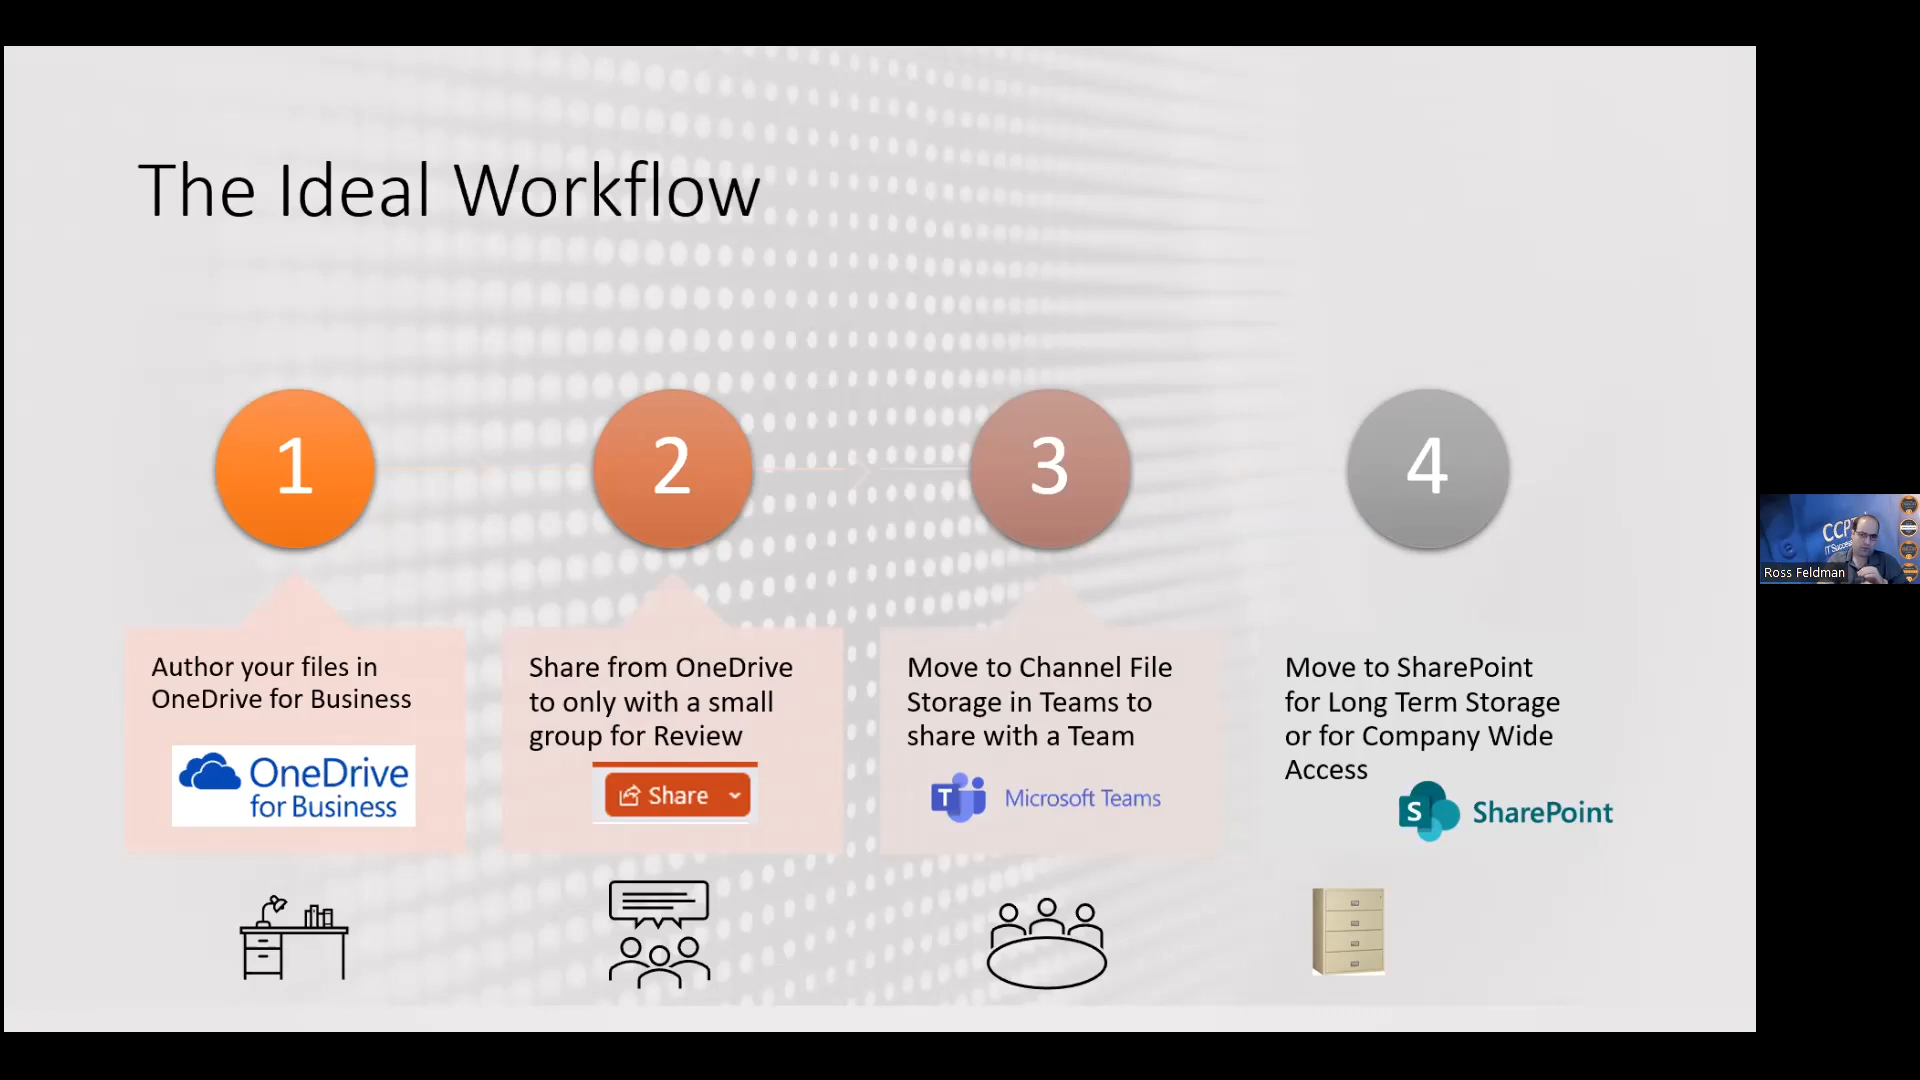 The Ideal Workflow
1
2
3
4
Author your files in
OneDrive for Business
OneDrive
for Business
Share from OneDrive
to only with a small
group for Review
Share
Move to Channel File
Storage in Teams to
share with a Team
T
Microsoft Teams
Move to SharePoint
for Long Term Storage
or for Company Wide
Access
S
SharePoint
Ross Feldman